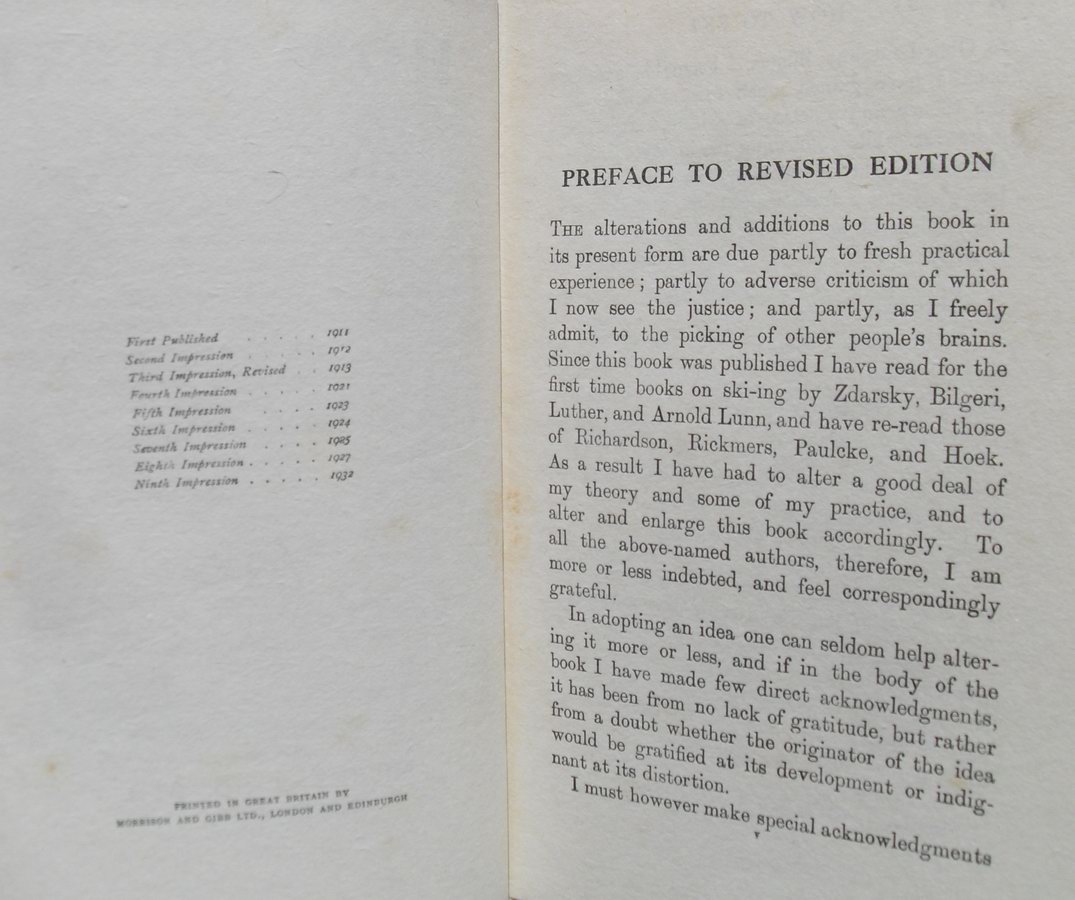 First Published . . . . . 1911
Second Impression . . . . . 1912
Third Impression, Revised . . 1913
Fourth Impression . . . . . 1921
Fifth Impression . . . . 1923
Sixth Impression . . . . . 1924
Seventh Impression . . . . 1925
Eighth Impression . . . . . 1927
Ninth Impression . . . . . 1932
PRINTED IN GREAT BRITAIN BY
MORRISON AND GIBB LTD., LONDON AND EDINBURGH
PREFACE TO REVISED EDITION
THE alterations and additions to this book in
its present form are due partly to fresh practical
experience; partly to adverse criticism of which
I now see the justice; and partly, as I freely
admit, to the picking of other people's brains.
Since this book was published I have read for the
first time books on ski-ing by Zdarsky, Bilgeri,
Luther, and Arnold Lunn, and have re-read those
of Richardson, Rickmers, Paulcke, and Hoek.
As a result I have had to alter a good deal of
my theory and some of my practice, and to
alter and enlarge this book accordingly. To
all the above-named authors, therefore, I am
more or less indebted, and feel correspondingly
grateful.
In adopting an idea one can seldom help alter-
ing it more or less, and if in the body of the
book I have made few direct acknowledgments,
it has been from no lack of gratitude, but rather
from a doubt whether the originator of the idea
would be gratified at its development or indig-
nant at its distortion.
I must however make special acknowledgments
v